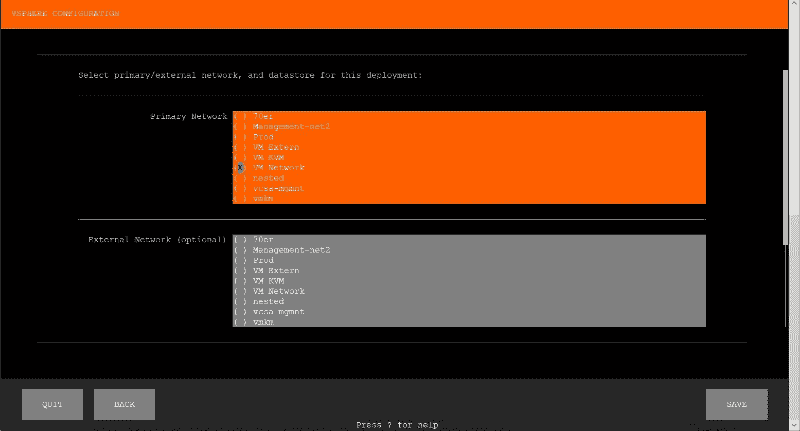 VSPHERE CONFIGURATION
Select primary/external network, and datastore for this deployment:
Primary Network ( ) 70er
( ) Management-net2
( ) Prod
( ) VM Extern
( ) VM KVM
(X) VM Network
( ) nested
( ) vcsa-mgmnt
( ) vmkm
External Network (optional) ( ) 70er
( ) Management-net2
( ) Prod
( ) VM Extern
( ) VM KVM
( ) VM Network
( ) nested
( ) vcsa-mgmnt
( ) vmkm
QUIT BACK SAVE
Press ? for help